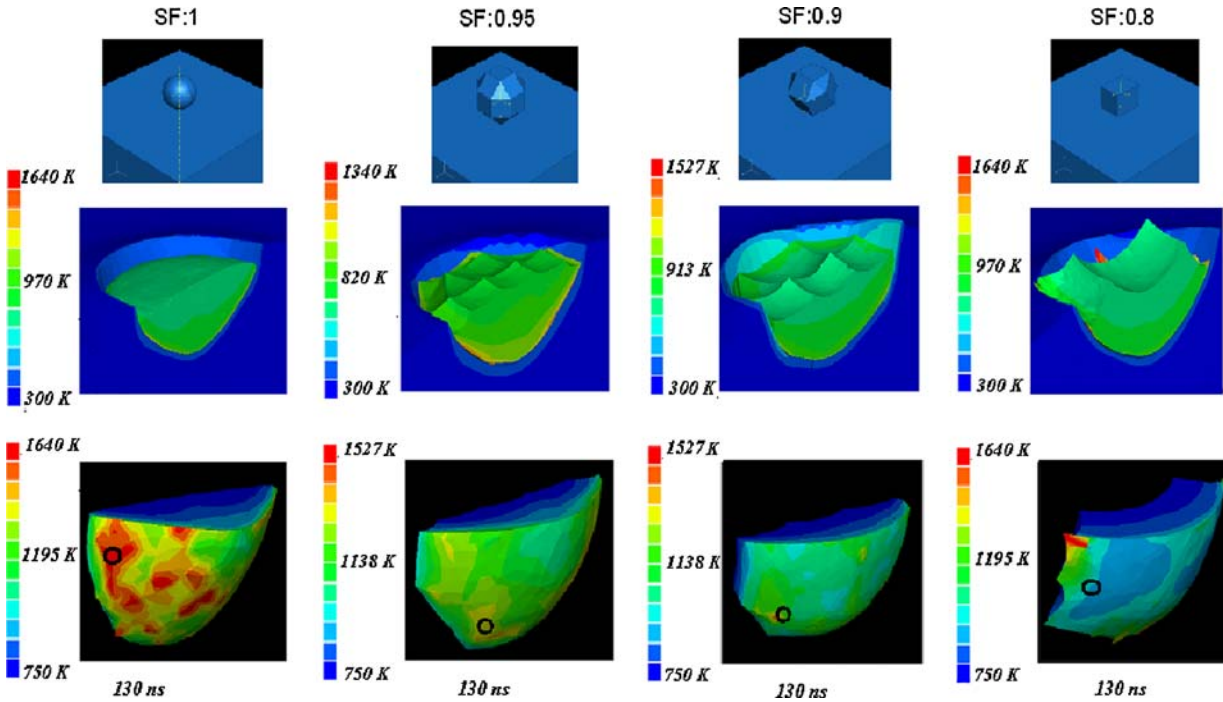 SF:1
SF:0.95
SF:0.9
SF:0.8
1640 K
970 K
300 K
1340 K
820 K
300 K
1527 K
913 K
300 K
1640 K
970 K
300 K
1640 K
1195 K
750 K
1527 K
1138 K
750 K
1527 K
1138 K
750 K
1640 K
1195 K
750 K
130 ns
130 ns
130 ns
130 ns